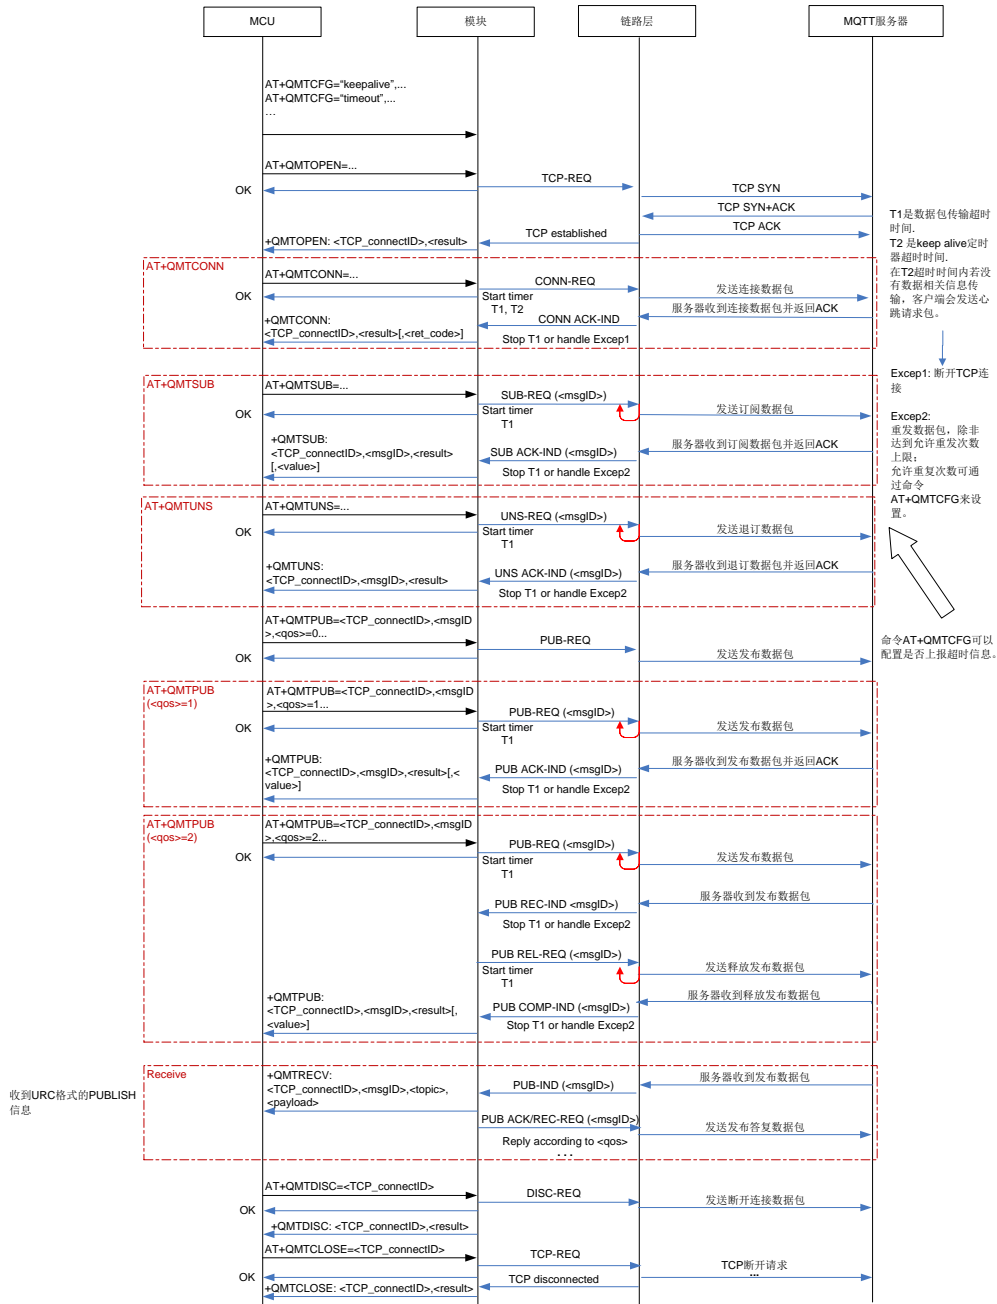 MCU
模块
链路层
MQTT服务器
AT+QMTCFG=“keepalive”,...
AT+QMTCFG=“timeout”,...
...
AT+QMTOPEN=...
TCP-REQ
OK
TCP SYN
TCP SYN+ACK
TCP ACK
TCP established
+QMTOPEN: <TCP_connectID>,<result>
T1是数据包传输超时
时间.
T2 是keep alive定时
器超时时间.
在T2超时时间内若没
有数据相关信息传
输，客户端会发送心
跳请求包。
AT+QMTCONN
AT+QMTCONN=...
CONN-REQ
OK
发送连接数据包
Start timer
T1, T2
服务器收到连接数据包并返回ACK
+QMTCONN:
<TCP_connectID>,<result>[,<ret_code>]
CONN ACK-IND
Stop T1 or handle Excep1
Excep1: 断开TCP连
接
Excep2:
重发数据包，除非
达到允许重发次数
上限；
允许重复次数可通
过命令
AT+QMTCFG来设
置。
AT+QMTSUB
AT+QMTSUB=...
SUB-REQ (<msgID>)
OK
Start timer
T1
发送订阅数据包
+QMTSUB:
<TCP_connectID>,<msgID>,<result>
[,<value>]
服务器收到订阅数据包并返回ACK
SUB ACK-IND (<msgID>)
Stop T1 or handle Excep2
AT+QMTUNS
AT+QMTUNS=...
UNS-REQ (<msgID>)
OK
Start timer
T1
发送退订数据包
+QMTUNS:
<TCP_connectID>,<msgID>,<result>
服务器收到退订数据包并返回ACK
UNS ACK-IND (<msgID>)
Stop T1 or handle Excep2
AT+QMTPUB=<TCP_connectID>,<msgID
>,<qos>=0...
PUB-REQ
OK
发送发布数据包
命令AT+QMTCFG可以
配置是否上报超时信息。
AT+QMTPUB
(<qos>=1)
AT+QMTPUB=<TCP_connectID>,<msgID
>,<qos>=1...
PUB-REQ (<msgID>)
OK
Start timer
T1
发送发布数据包
+QMTPUB:
<TCP_connectID>,<msgID>,<result>[,<
value>]
服务器收到发布数据包并返回ACK
PUB ACK-IND (<msgID>)
Stop T1 or handle Excep2
AT+QMTPUB
(<qos>=2)
AT+QMTPUB=<TCP_connectID>,<msgID
>,<qos>=2...
PUB-REQ (<msgID>)
OK
Start timer
T1
发送发布数据包
服务器收到发布数据包
PUB REC-IND <msgID>)
Stop T1 or handle Excep2
PUB REL-REQ (<msgID>)
Start timer
T1
发送释放发布数据包
服务器收到释放发布数据包
+QMTPUB:
<TCP_connectID>,<msgID>,<result>[,
<value>]
PUB COMP-IND (<msgID>)
Stop T1 or handle Excep2
收到URC格式的PUBLISH
信息
Receive
+QMTRECV:
<TCP_connectID>,<msgID>,<topic>,
<payload>
服务器收到发布数据包
PUB-IND (<msgID>)
PUB ACK/REC-REQ (<msgID>)
发送发布答复数据包
Reply according to <qos>
...
AT+QMTDISC=<TCP_connectID>
DISC-REQ
OK
发送断开连接数据包
+QMTDISC: <TCP_connectID>,<result>
AT+QMTCLOSE=<TCP_connectID>
TCP-REQ
OK
TCP断开请求
...
TCP disconnected
+QMTCLOSE: <TCP_connectID>,<result>